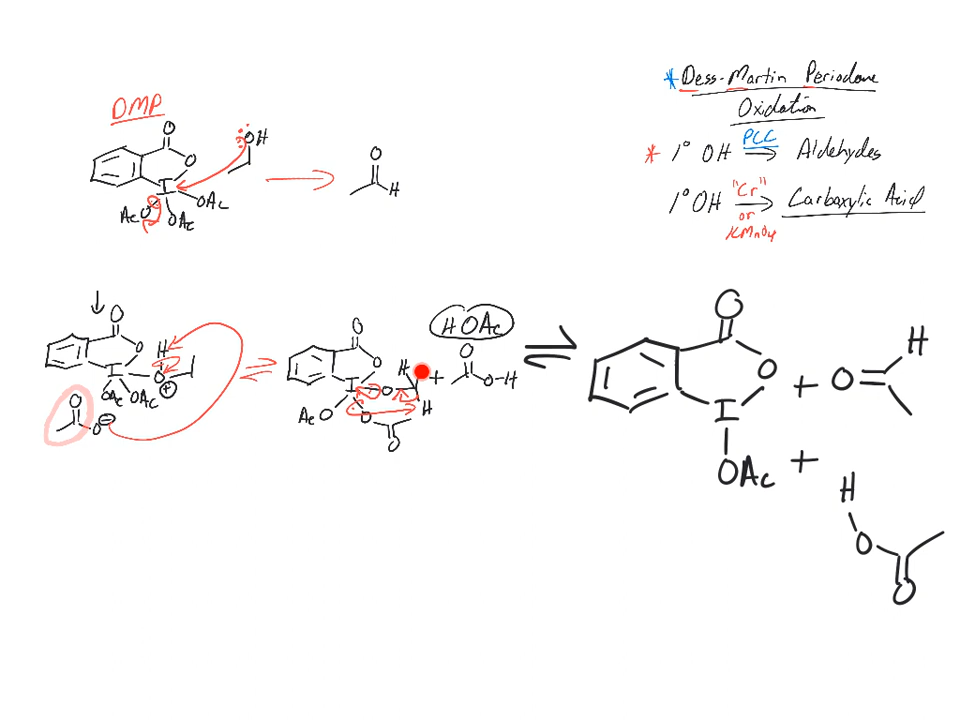 *Dess-Martin Periodane
Oxidation
DMP
* 1° OH PCC ⇒ Aldehydes
1° OH "Cr" or KMnO4 ⇒ Carboxylic Acid
O
O
I
AcO
OAc
OAc
:OH
O
H
O
O
I
H
O ⊕
OAc
OAc ⊖
O
O ⊖
O
O
I
O
H
H
AcO
O
O
+
HOAc
O
O-H
O
O
I
OAc
+
O
H
+
H
O
O